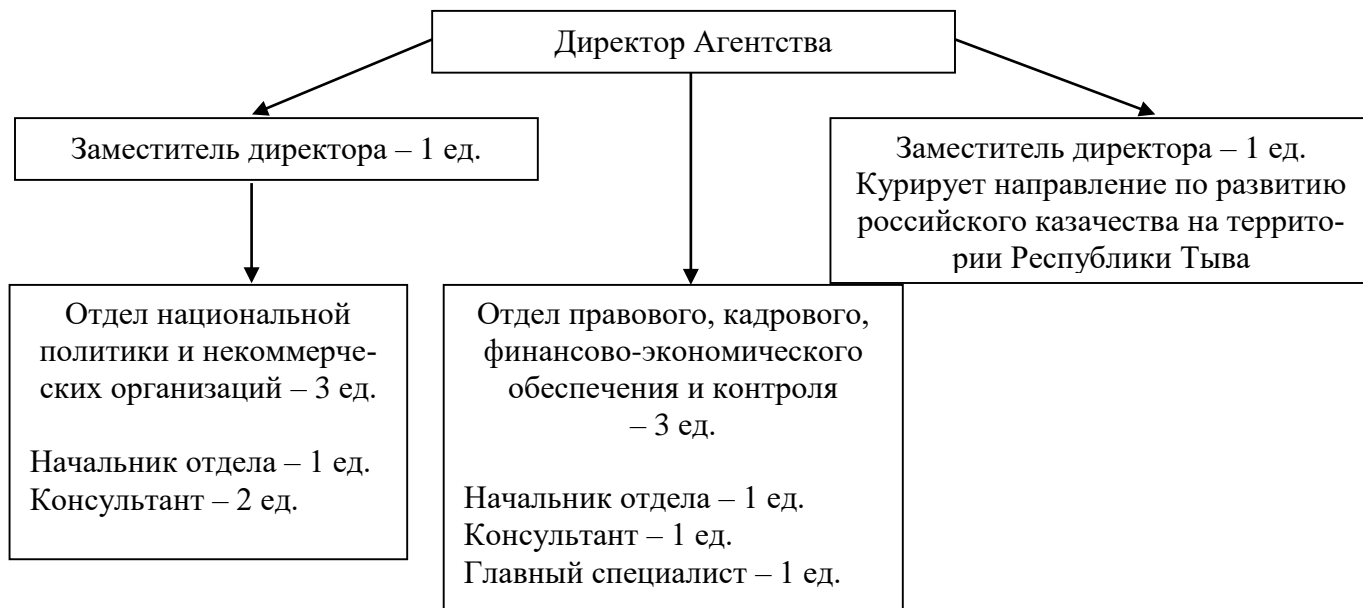 Директор Агентства
Заместитель директора – 1 ед.
Заместитель директора – 1 ед.
Курирует направление по развитию
российского казачества на террито-
рии Республики Тыва
Отдел национальной
политики и некоммерче-
ских организаций – 3 ед.
Начальник отдела – 1 ед.
Консультант – 2 ед.
Отдел правового, кадрового,
финансово-экономического
обеспечения и контроля
– 3 ед.
Начальник отдела – 1 ед.
Консультант – 1 ед.
Главный специалист – 1 ед.